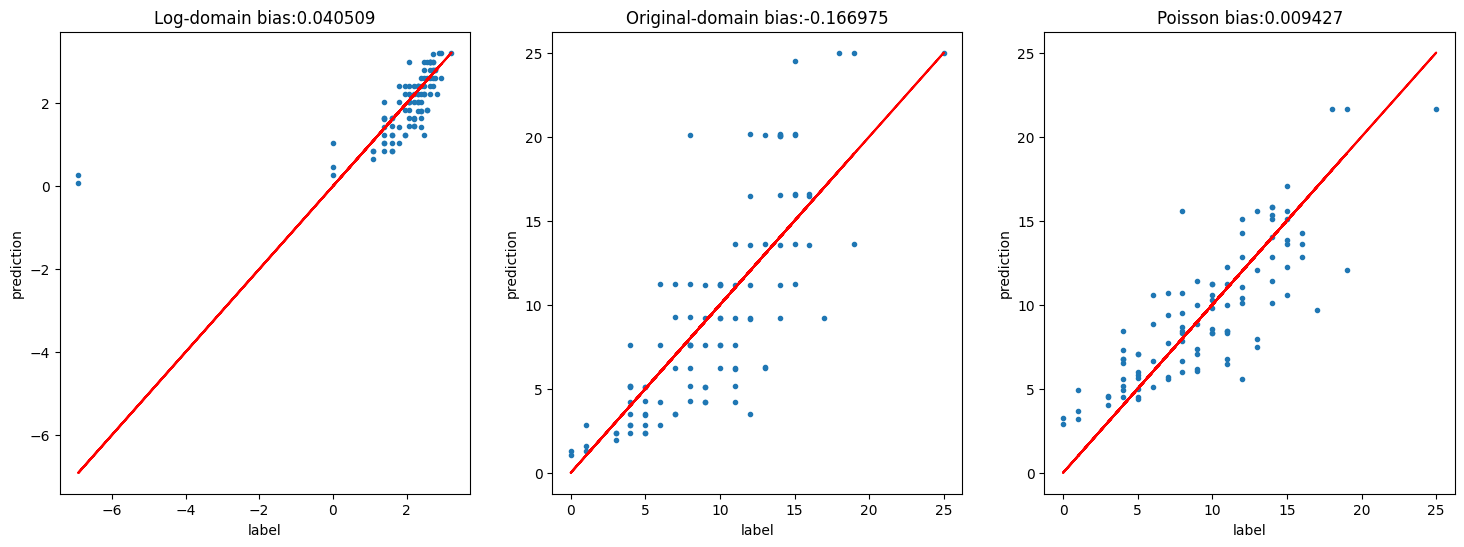 Log-domain bias:0.040509
2
0
−2
−4
−6
prediction
−6 −4 −2 0 2
label
Original-domain bias:-0.166975
25
20
15
10
5
0
prediction
0 5 10 15 20 25
label
Poisson bias:0.009427
25
20
15
10
5
0
prediction
0 5 10 15 20 25
label